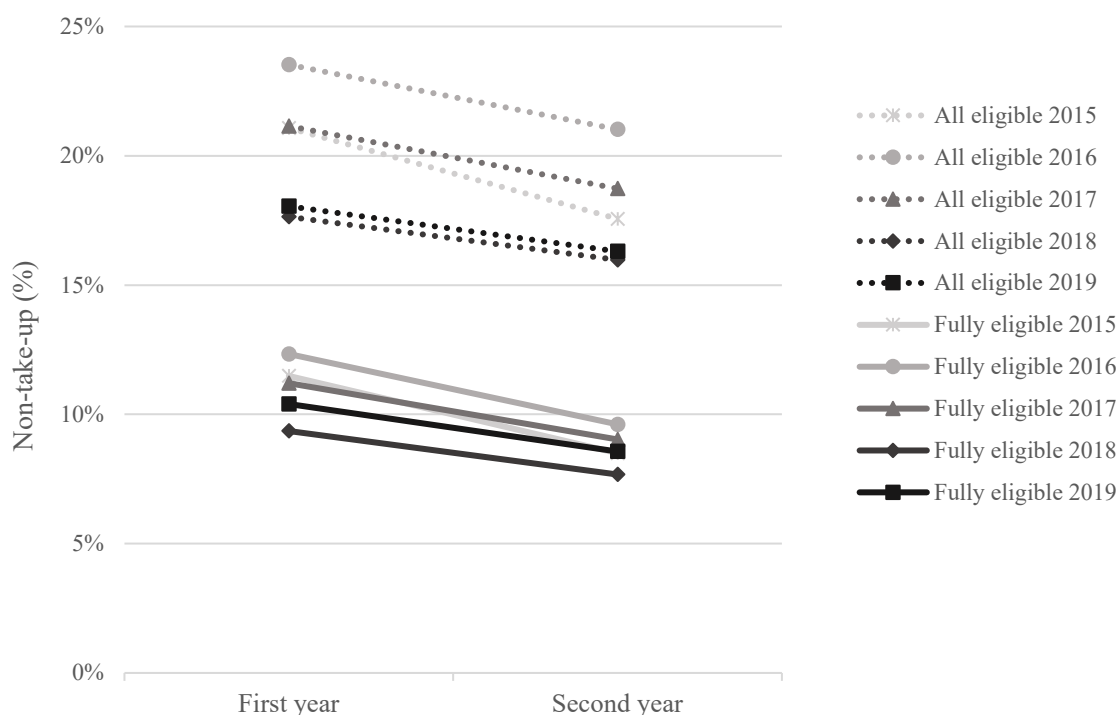 25%
20%
15%
10%
5%
0%
Non-take-up (%)
First year
Second year
All eligible 2015
All eligible 2016
All eligible 2017
All eligible 2018
All eligible 2019
Fully eligible 2015
Fully eligible 2016
Fully eligible 2017
Fully eligible 2018
Fully eligible 2019